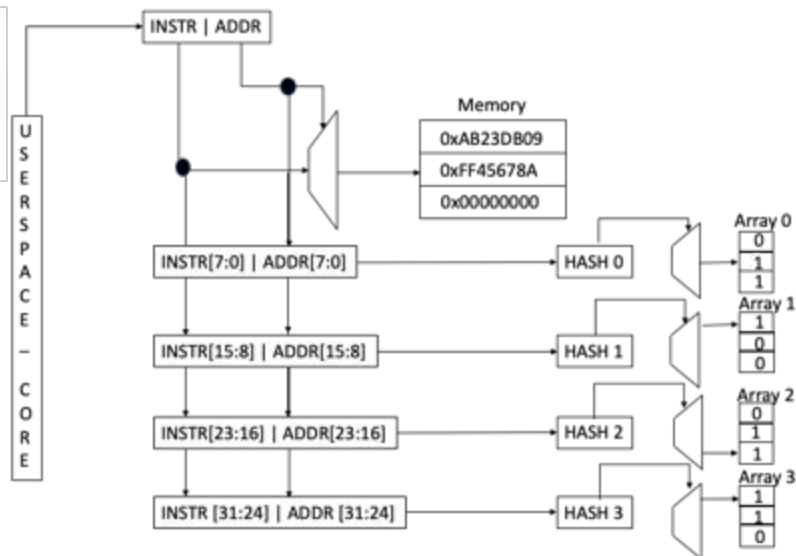 INSTR | ADDR
USERSPACE – CORE
Memory
0xAB23DB09
0xFF45678A
0x00000000
INSTR[7:0] | ADDR[7:0]
HASH 0
Array 0
0
1
1
INSTR[15:8] | ADDR[15:8]
HASH 1
Array 1
1
0
0
INSTR[23:16] | ADDR[23:16]
HASH 2
Array 2
0
1
1
INSTR [31:24] | ADDR [31:24]
HASH 3
Array 3
1
1
0